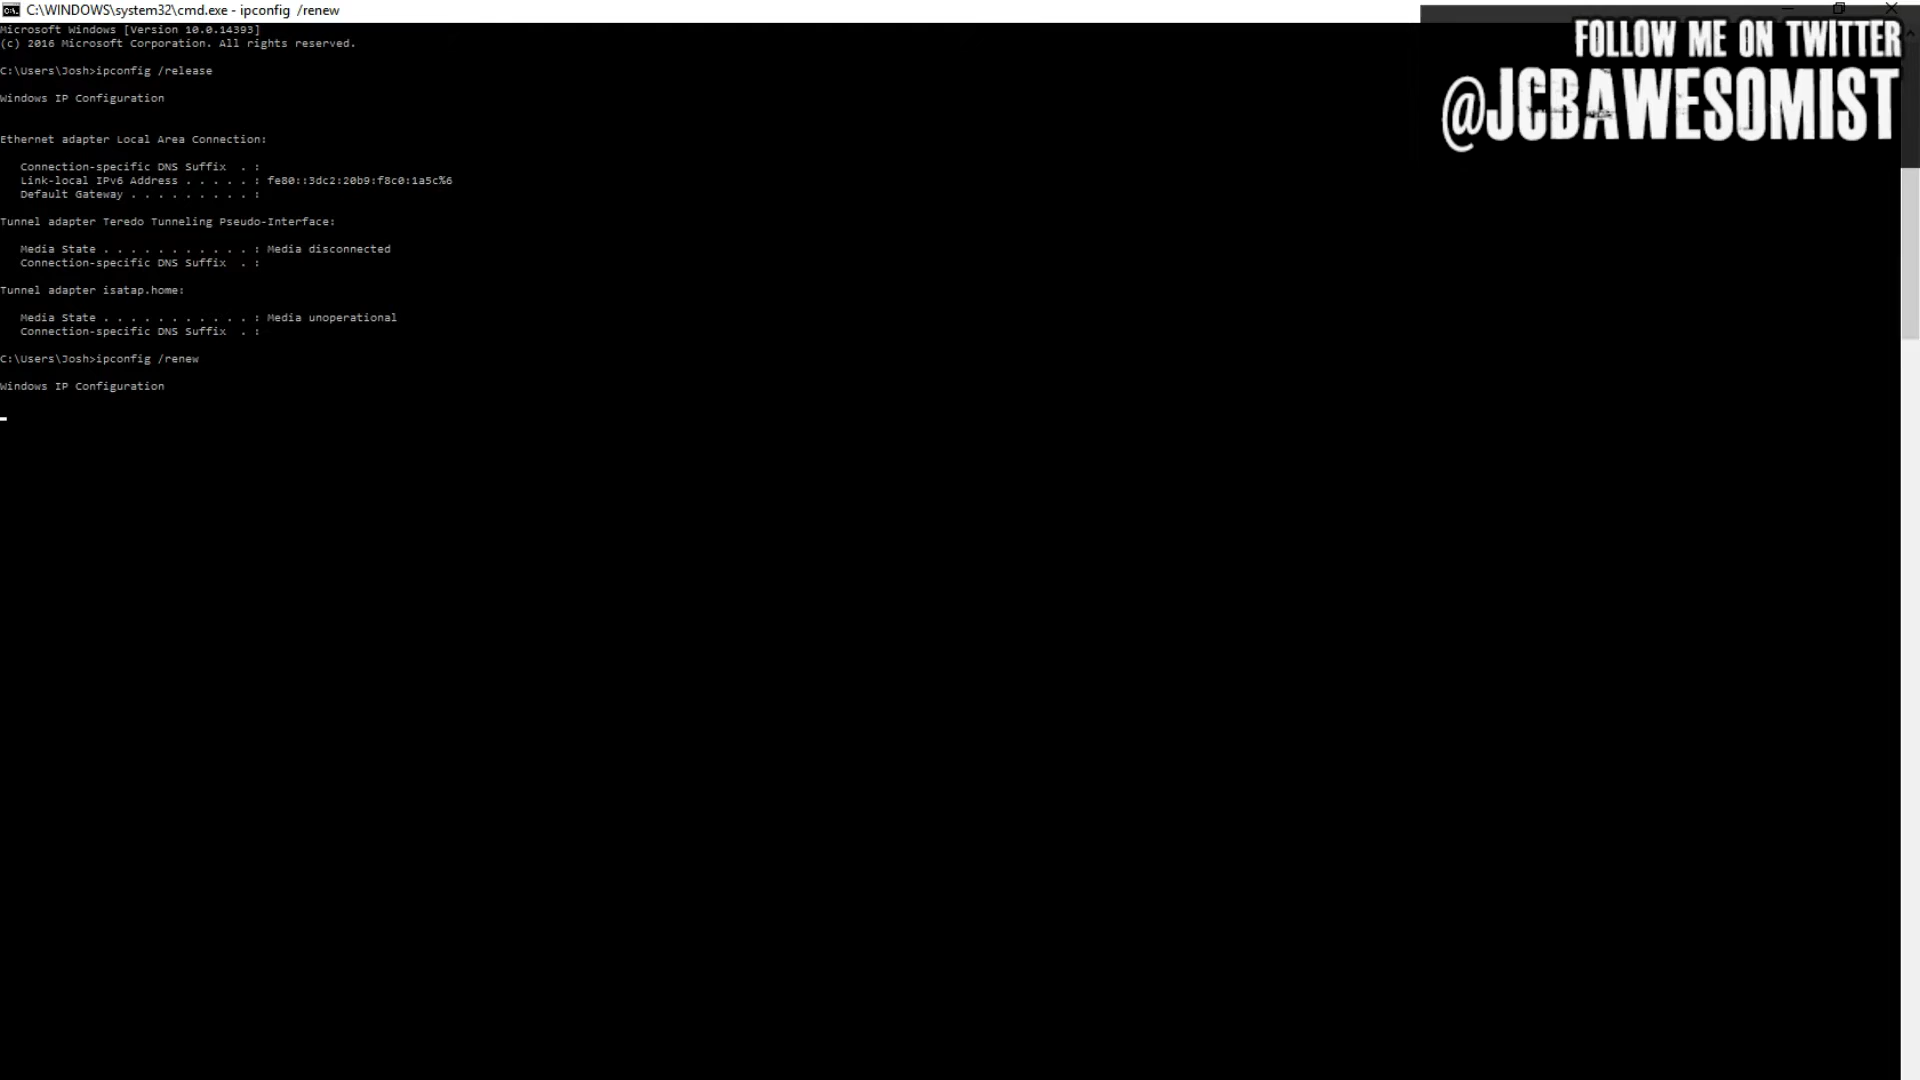 C:\WINDOWS\system32\cmd.exe - ipconfig  /renew
Microsoft Windows [Version 10.0.14393]
(c) 2016 Microsoft Corporation. All rights reserved.
C:\Users\Josh>ipconfig /release
Windows IP Configuration
Ethernet adapter Local Area Connection:
Connection-specific DNS Suffix  . :
Link-local IPv6 Address . . . . . : fe80::3dc2:20b9:f8c0:1a5c%6
Default Gateway . . . . . . . . . :
Tunnel adapter Teredo Tunneling Pseudo-Interface:
Media State . . . . . . . . . . . : Media disconnected
Connection-specific DNS Suffix  . :
Tunnel adapter isatap.home:
Media State . . . . . . . . . . . : Media unoperational
Connection-specific DNS Suffix  . :
C:\Users\Josh>ipconfig /renew
Windows IP Configuration
FOLLOW ME ON TWITTER
@JCBAWESOMIST